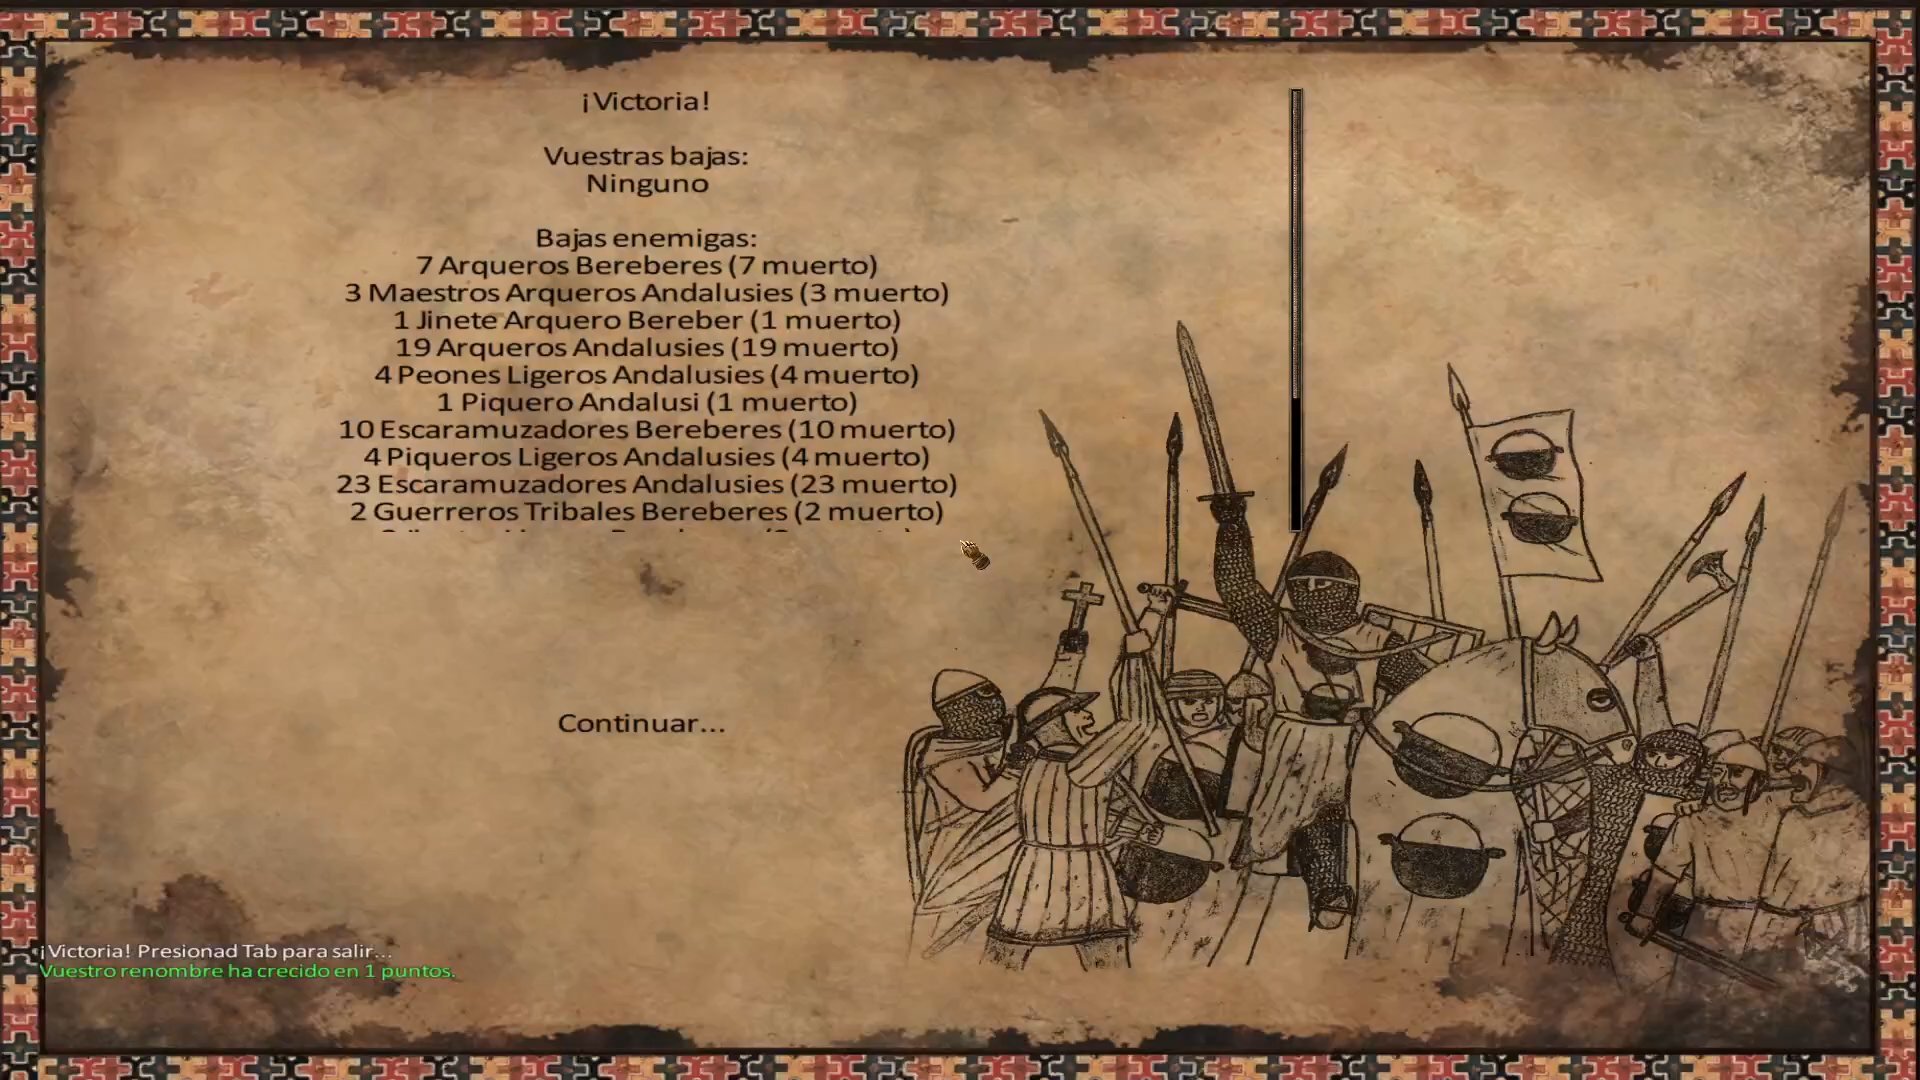 ¡Victoria!
Vuestras bajas:
Ninguno
Bajas enemigas:
7 Arqueros Bereberes (7 muerto)
3 Maestros Arqueros Andalusies (3 muerto)
1 Jinete Arquero Bereber (1 muerto)
19 Arqueros Andalusies (19 muerto)
4 Peones Ligeros Andalusies (4 muerto)
1 Piquero Andalusi (1 muerto)
10 Escaramuzadores Bereberes (10 muerto)
4 Piqueros Ligeros Andalusies (4 muerto)
23 Escaramuzadores Andalusies (23 muerto)
2 Guerreros Tribales Bereberes (2 muerto)
Continuar...
¡Victoria! Presionad Tab para salir...
Vuestro renombre ha crecido en 1 puntos.